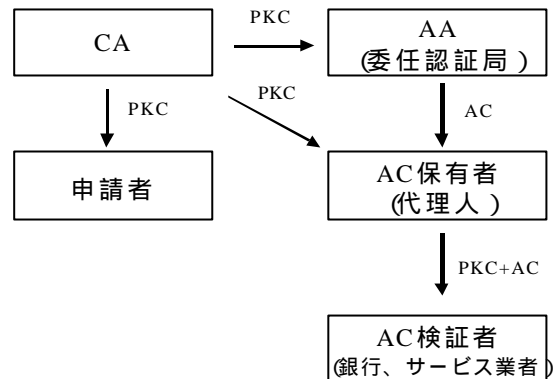 CA
PKC
AA
(委任認証局)
PKC
PKC
AC
申請者
AC保有者
(代理人)
PKC+AC
AC検証者
(銀行、サービス業者)